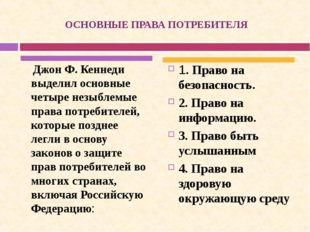 ОСНОВНЫЕ ПРАВА ПОТРЕБИТЕЛЯ
Джон Ф. Кеннеди
выделил основные
четыре незыблемые
права потребителей,
которые позднее
легли в основу
законов о защите
прав потребителей во
многих странах,
включая Российскую
Федерацию:
1. Право на
безопасность.
2. Право на
информацию.
3. Право быть
услышанным
4. Право на
здоровую
окружающую среду